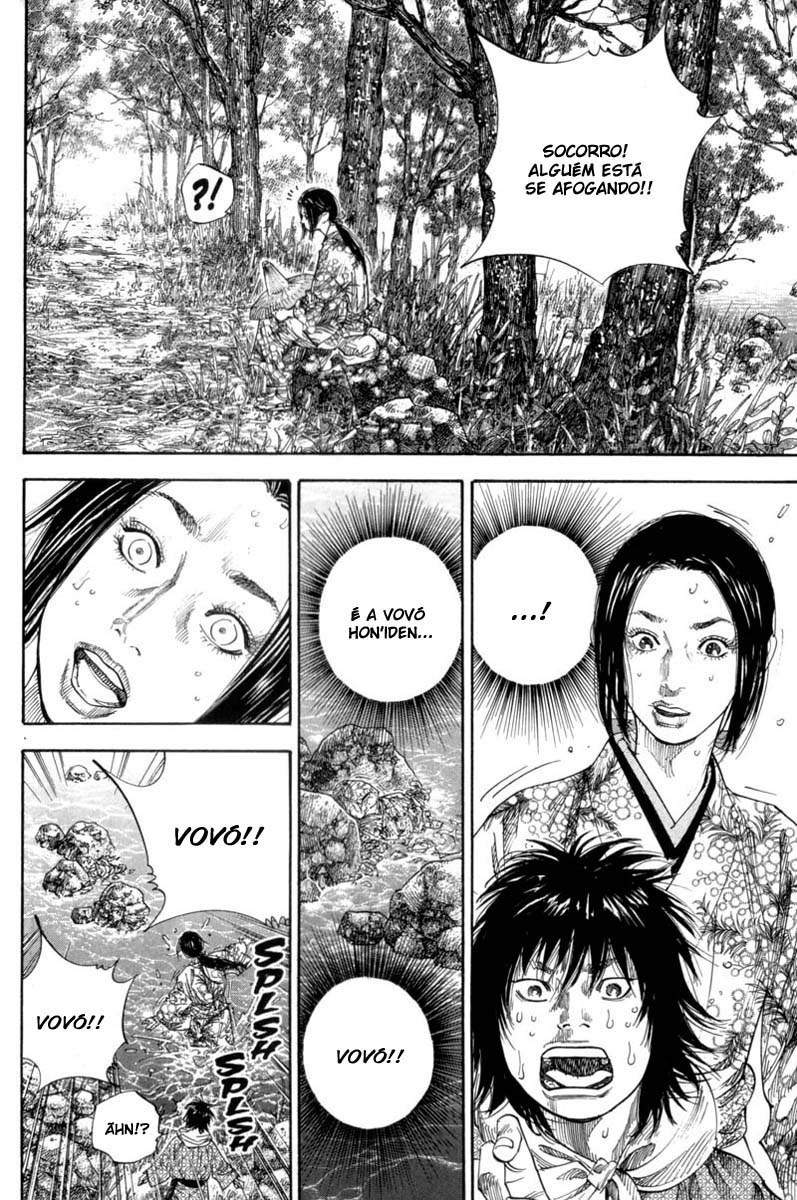 SOCORRO!
ALGUÉM ESTÁ
SE AFOGANDO!!
?!
...!
É A VOVÓ
HON'IDEN...
VOVÓ!!
VOVÓ!!
SPLSH
SPLSH
VOVÓ!!
ÃHN!?